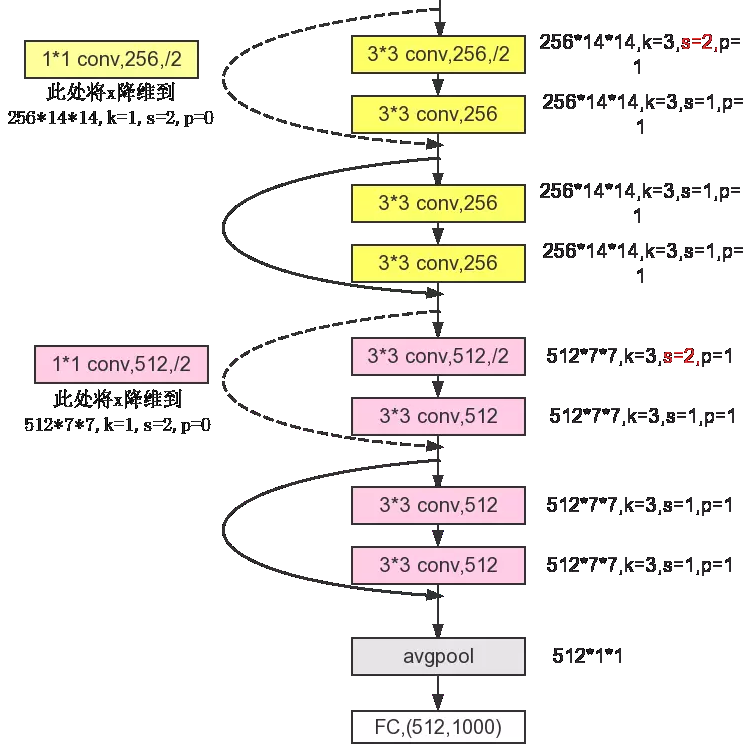 1*1 conv,256,/2
此处将x降维到
256*14*14,k=1,s=2,p=0
3*3 conv,256,/2
256*14*14,k=3,s=2,p=
1
3*3 conv,256
256*14*14,k=3,s=1,p=
1
3*3 conv,256
256*14*14,k=3,s=1,p=
1
3*3 conv,256
256*14*14,k=3,s=1,p=
1
1*1 conv,512,/2
此处将x降维到
512*7*7,k=1,s=2,p=0
3*3 conv,512,/2
512*7*7,k=3,s=2,p=1
3*3 conv,512
512*7*7,k=3,s=1,p=1
3*3 conv,512
512*7*7,k=3,s=1,p=1
3*3 conv,512
512*7*7,k=3,s=1,p=1
avgpool
512*1*1
FC,(512,1000)